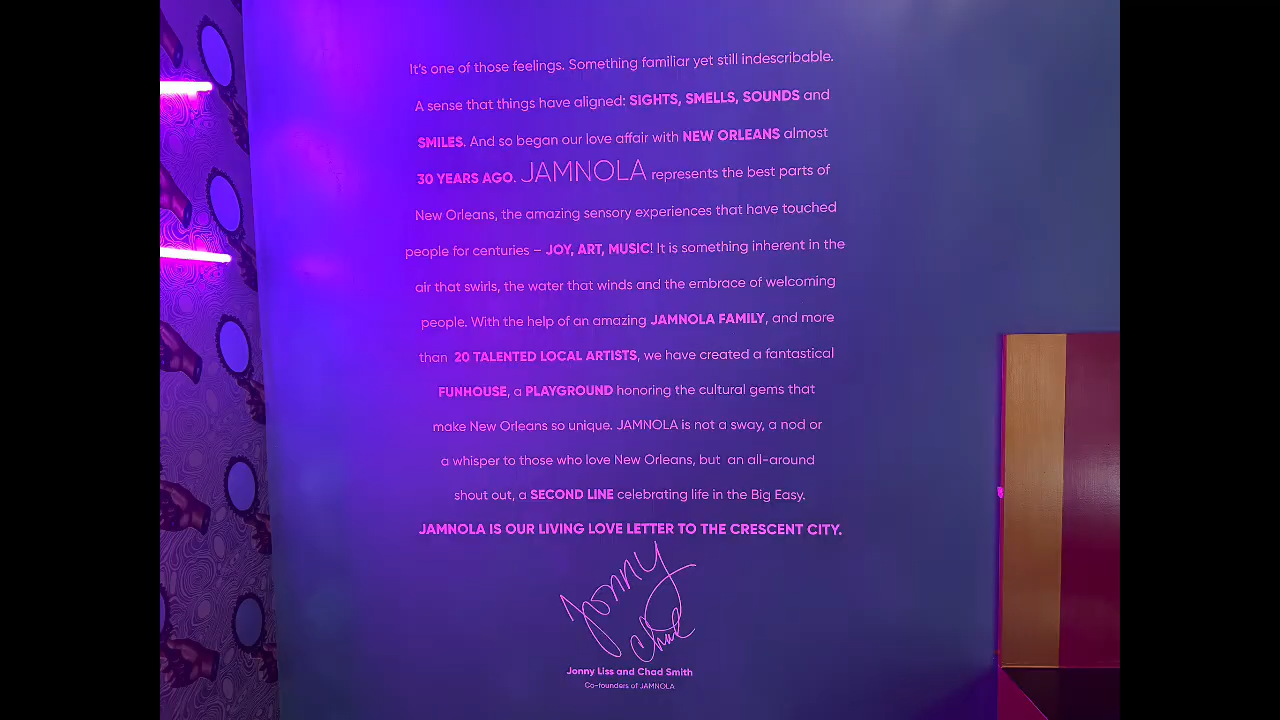 It's one of those feelings. Something familiar yet still indescribable.
A sense that things have aligned: SIGHTS, SMELLS, SOUNDS and
SMILES. And so began our love affair with NEW ORLEANS almost
30 YEARS AGO. JAMNOLA represents the best parts of
New Orleans, the amazing sensory experiences that have touched
people for centuries – JOY, ART, MUSIC! It is something inherent in the
air that swirls, the water that winds and the embrace of welcoming
people. With the help of an amazing JAMNOLA FAMILY, and more
than 20 TALENTED LOCAL ARTISTS, we have created a fantastical
FUNHOUSE, a PLAYGROUND honoring the cultural gems that
make New Orleans so unique. JAMNOLA is not a sway, a nod or
a whisper to those who love New Orleans, but an all-around
shout out, a SECOND LINE celebrating life in the Big Easy.
JAMNOLA IS OUR LIVING LOVE LETTER TO THE CRESCENT CITY.
Jonny
Chad
Jonny Liss and Chad Smith
Co-founders of JAMNOLA